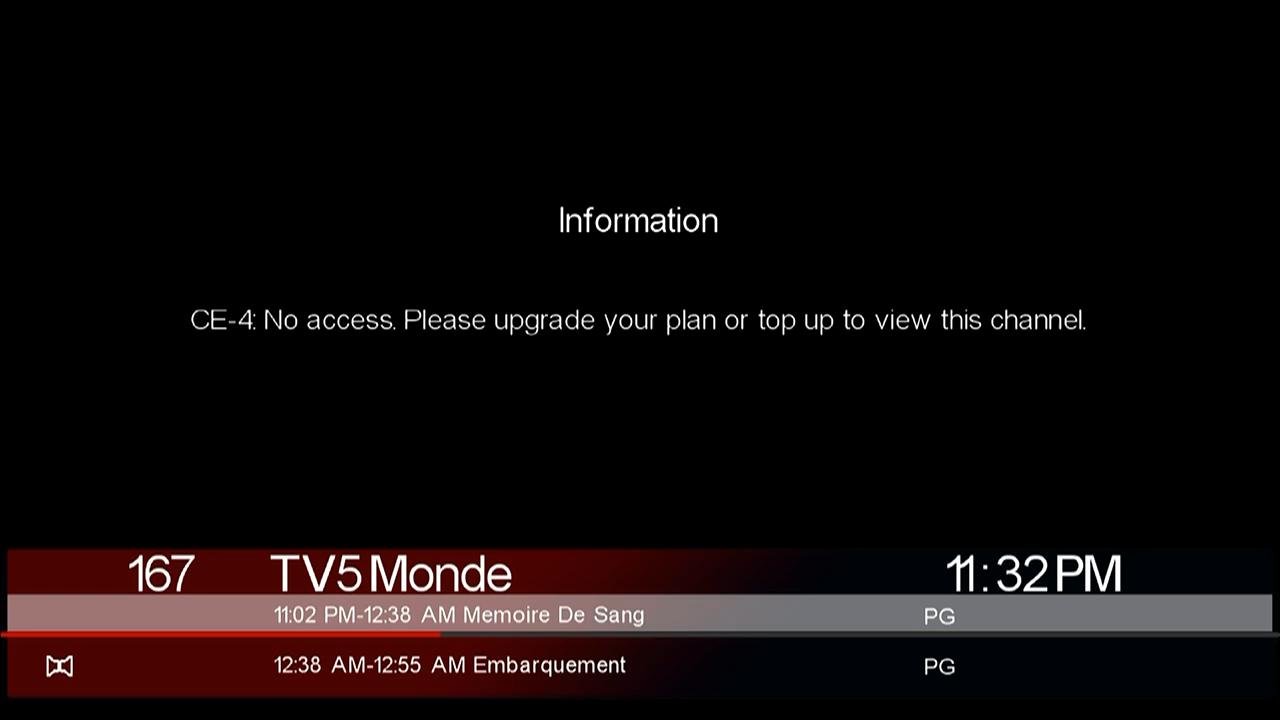 Information
CE-4: No access. Please upgrade your plan or top up to view this channel.
167 TV5 Monde 11:32 PM
11:02 PM-12:38 AM Memoire De Sang PG
12:38 AM-12:55 AM Embarquement PG